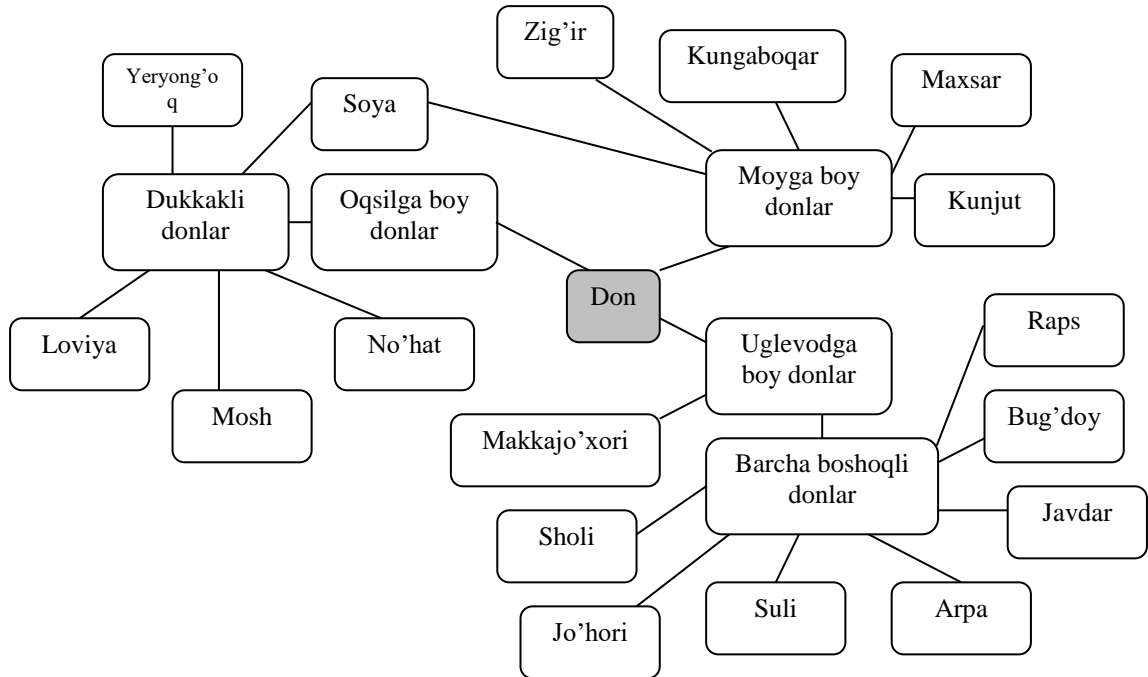 Zig’ir
Kungaboqar
Maxsar
Yeryong’o
q
Soya
Moyga boy
donlar
Dukkakli
donlar
Oqsilga boy
donlar
Kunjut
Don
Loviya
No’hat
Mosh
Uglevodga
boy donlar
Raps
Makkajo’xori
Bug’doy
Barcha boshoqli
donlar
Javdar
Sholi
Jo’hori
Suli
Arpa